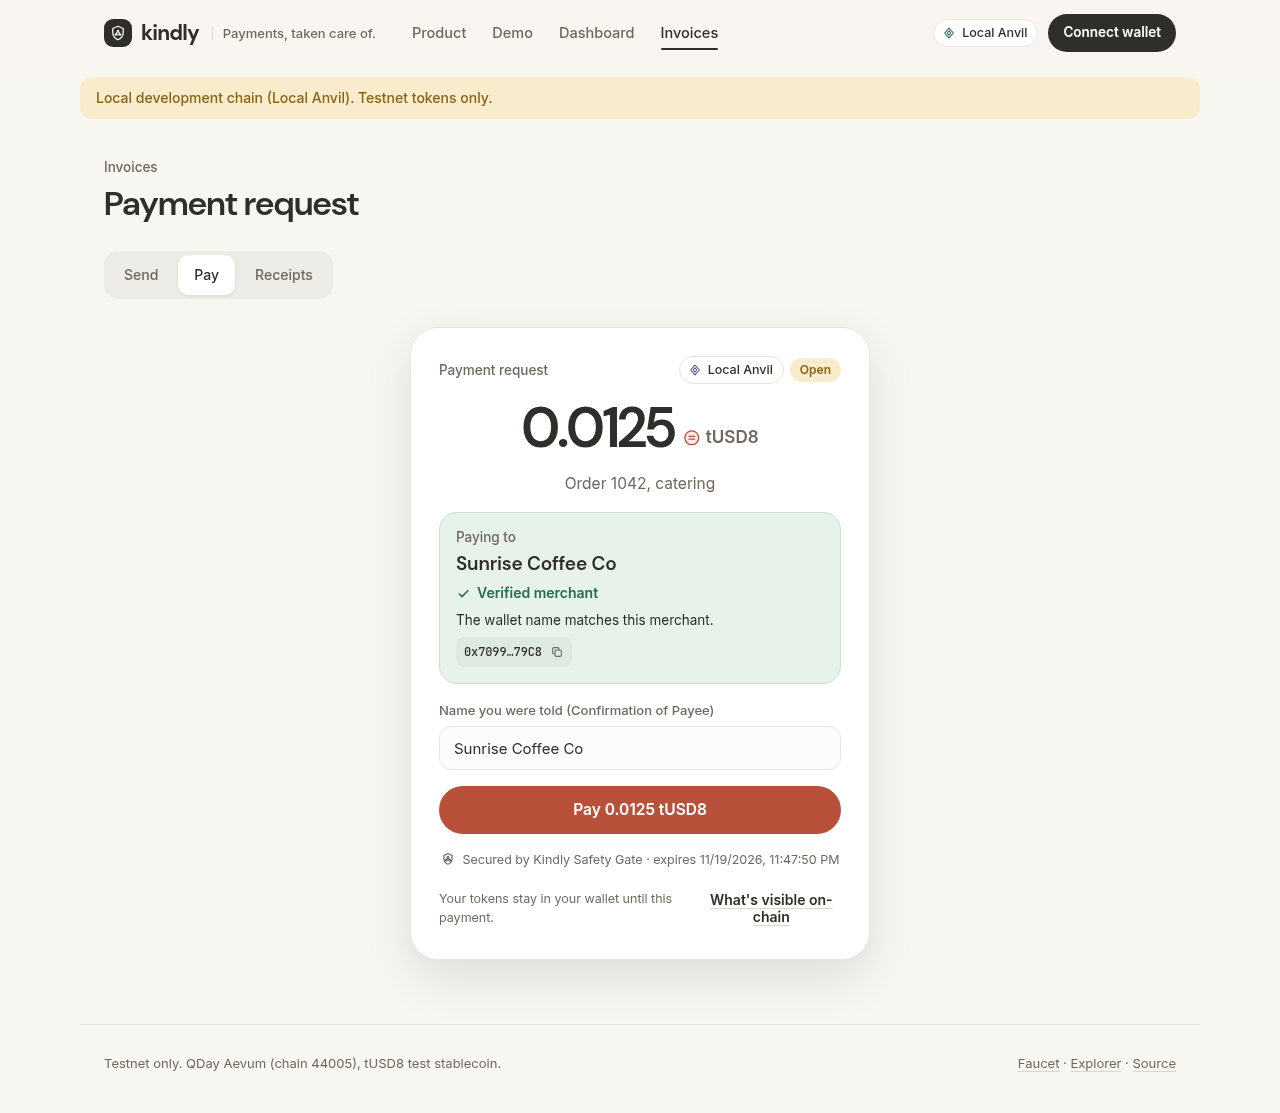 kindly
Payments, taken care of.
Product
Demo
Dashboard
Invoices
Local Anvil
Connect wallet
Local development chain (Local Anvil). Testnet tokens only.
Invoices
Payment request
Send
Pay
Receipts
Payment request
Local Anvil
Open
0.0125 tUSD8
Order 1042, catering
Paying to
Sunrise Coffee Co
Verified merchant
The wallet name matches this merchant.
0x7099…79C8
Name you were told (Confirmation of Payee)
Sunrise Coffee Co
Pay 0.0125 tUSD8
Secured by Kindly Safety Gate · expires 11/19/2026, 11:47:50 PM
Your tokens stay in your wallet until this
payment.
What's visible on-
chain
Testnet only. QDay Aevum (chain 44005), tUSD8 test stablecoin.
Faucet · Explorer · Source